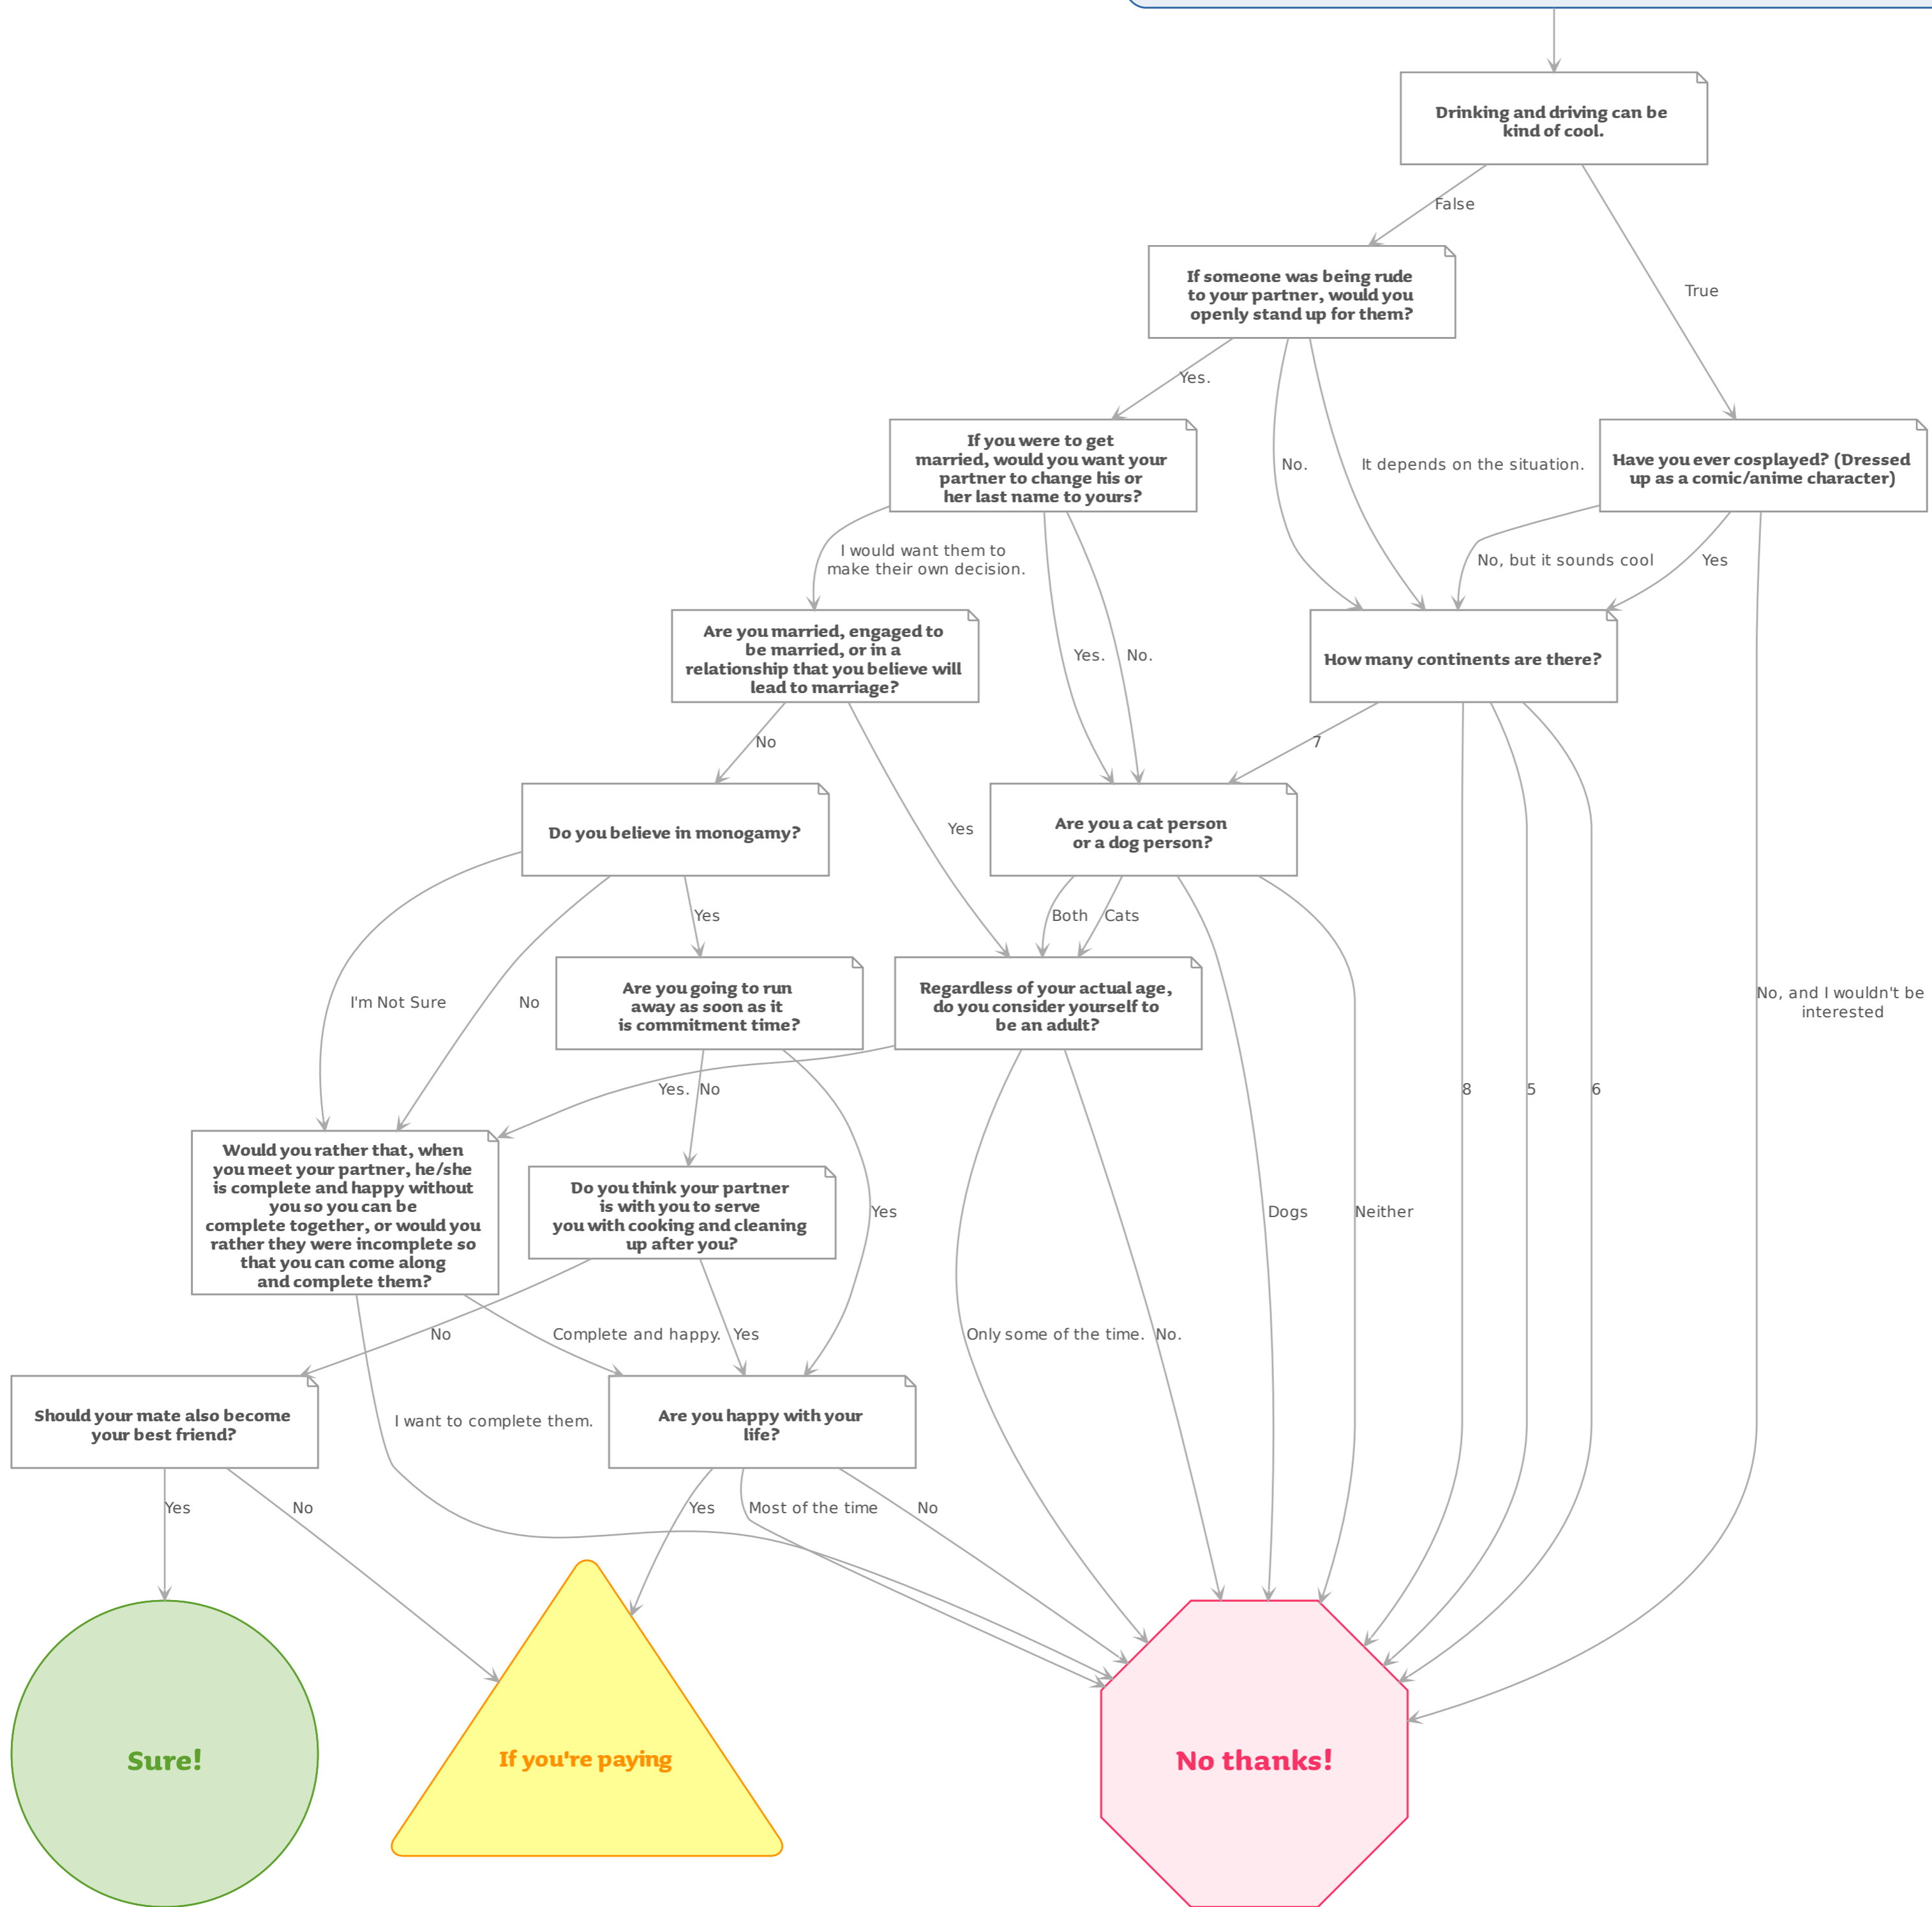 Drinking and driving can be
kind of cool.
False
If someone was being rude
to your partner, would you
openly stand up for them?
True
Yes.
If you were to get
married, would you want your
partner to change his or
her last name to yours?
No.
It depends on the situation.
Have you ever cosplayed? (Dressed
up as a comic/anime character)
I would want them to
make their own decision.
No, but it sounds cool
Yes
Are you married, engaged to
be married, or in a
relationship that you believe will
lead to marriage?
Yes.
No.
How many continents are there?
No
7
Do you believe in monogamy?
Yes
Are you a cat person
or a dog person?
Yes
Both
Cats
I'm Not Sure
No
Are you going to run
away as soon as it
is commitment time?
Regardless of your actual age,
do you consider yourself to
be an adult?
No, and I wouldn't be
interested
Yes.
No
8
5
6
Would you rather that, when
you meet your partner, he/she
is complete and happy without
you so you can be
complete together, or would you
rather they were incomplete so
that you can come along
and complete them?
Do you think your partner
is with you to serve
you with cooking and cleaning
up after you?
Yes
Dogs
Neither
No
Complete and happy.
Yes
Only some of the time.
No.
Should your mate also become
your best friend?
I want to complete them.
Are you happy with your
life?
Yes
No
Yes
Most of the time
No
Sure!
If you're paying
No thanks!